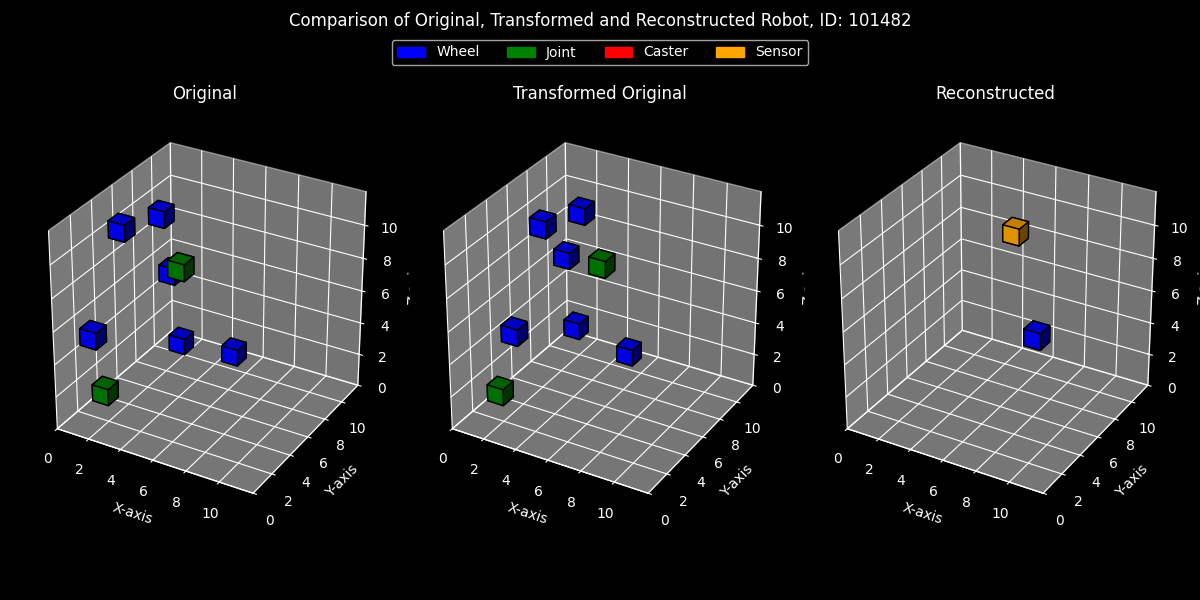 Comparison of Original, Transformed and Reconstructed Robot, ID: 101482
Wheel Joint Caster Sensor
Original
Transformed Original
Reconstructed
0 2 4 6 8 10
X-axis
0 2 4 6 8 10
Y-axis
0 2 4 6 8 10
0 2 4 6 8 10
X-axis
0 2 4 6 8 10
Y-axis
0 2 4 6 8 10
0 2 4 6 8 10
X-axis
0 2 4 6 8 10
Y-axis
0 2 4 6 8 10